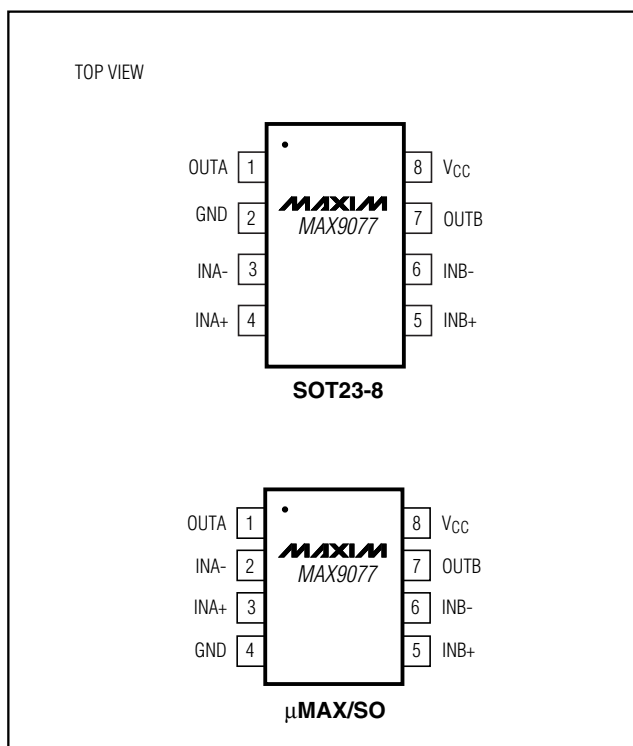 TOP VIEW
OUTA 1 8 VCC
GND 2 MAXIM 7 OUTB
MAX9077
INA- 3 6 INB-
INA+ 4 5 INB+
SOT23-8
OUTA 1 8 VCC
INA- 2 MAXIM 7 OUTB
MAX9077
INA+ 3 6 INB-
GND 4 5 INB+
μMAX/SO